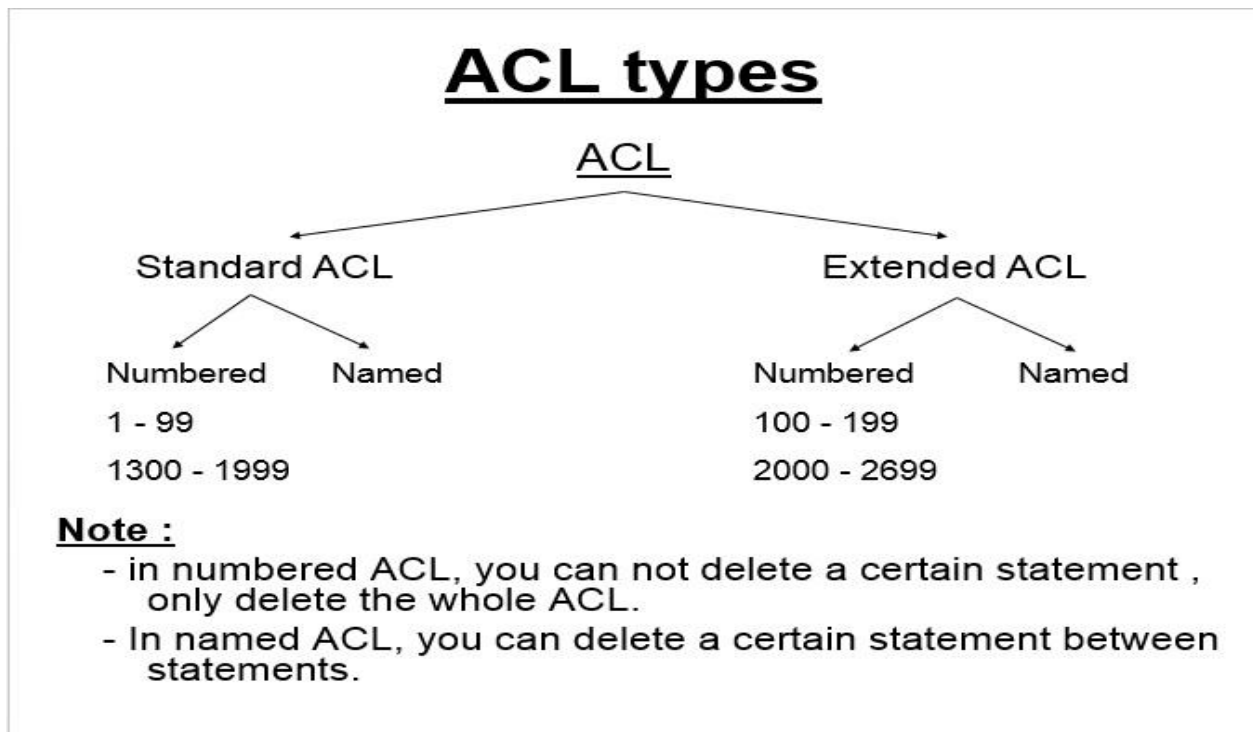 ACL types
ACL
Standard ACL Extended ACL
Numbered Named Numbered Named
1 - 99 100 - 199
1300 - 1999 2000 - 2699
Note :
- in numbered ACL, you can not delete a certain statement ,
only delete the whole ACL.
- In named ACL, you can delete a certain statement between
statements.